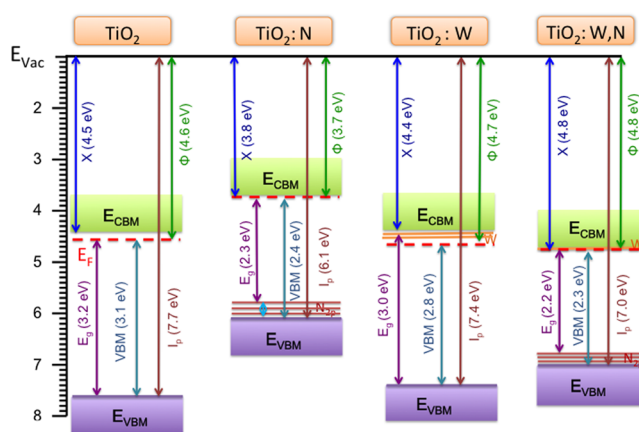 TiO2
TiO2: N
TiO2: W
TiO2: W,N
EVac
2
3
4
5
6
7
8
X (4.5 eV)
Φ (4.6 eV)
ECBM
EF
Eg (3.2 eV)
VBM (3.1 eV)
Ip (7.7 eV)
EVBM
X (3.8 eV)
Φ (3.7 eV)
ECBM
Eg (2.3 eV)
VBM (2.4 eV)
Ip (6.1 eV)
N2p
EVBM
X (4.4 eV)
Φ (4.7 eV)
ECBM
W
Eg (3.0 eV)
VBM (2.8 eV)
Ip (7.4 eV)
EVBM
X (4.8 eV)
Φ (4.8 eV)
ECBM
W
Eg (2.2 eV)
VBM (2.3 eV)
Ip (7.0 eV)
N2
EVBM